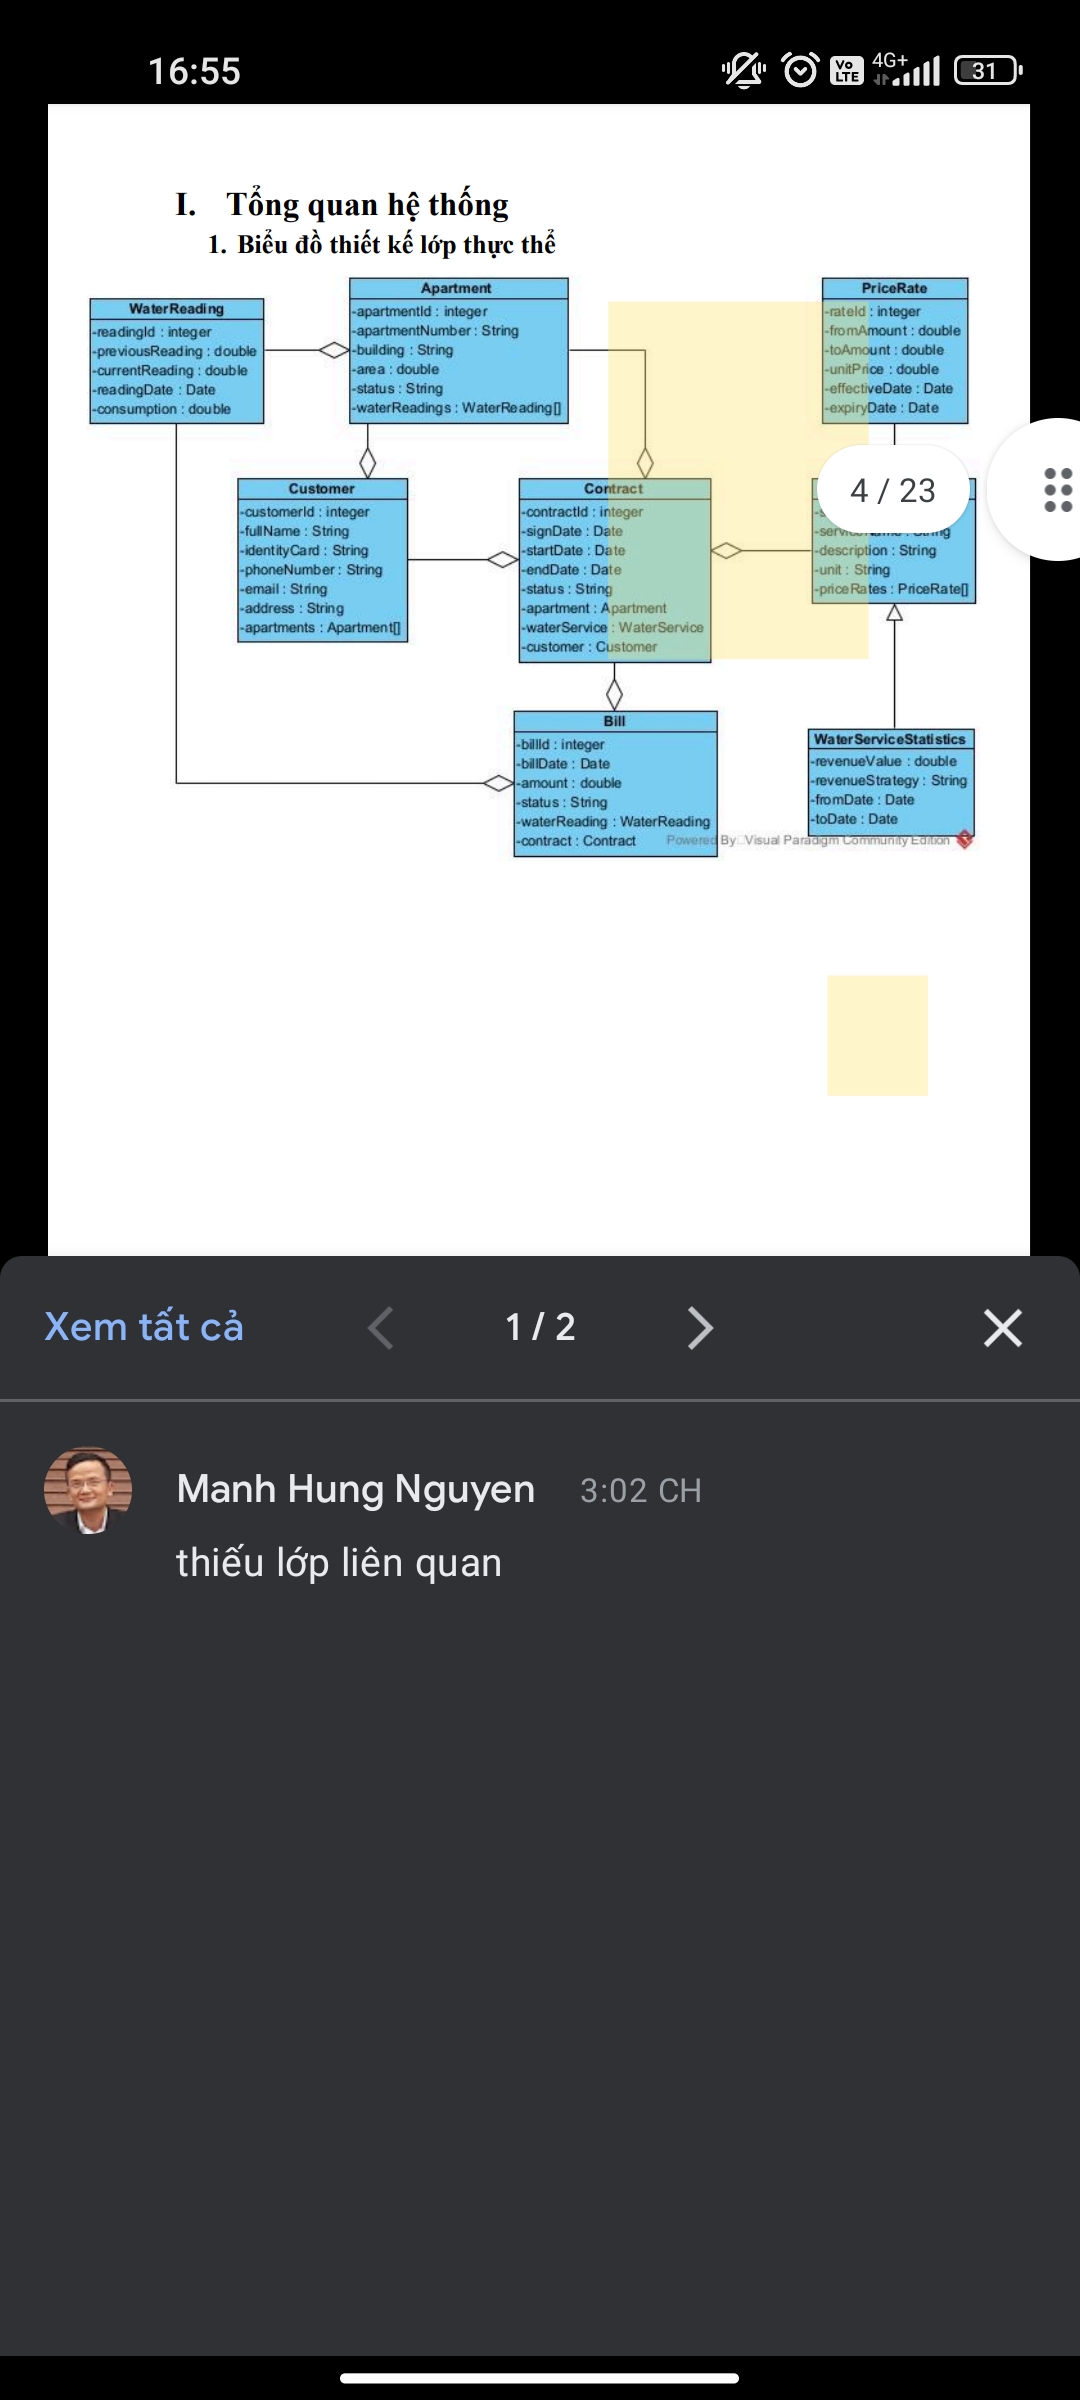 16:55
Vo LTE
4G+
31
I. Tổng quan hệ thống
1. Biểu đồ thiết kế lớp thực thể
WaterReading
-readingId : integer
-previousReading : double
-currentReading : double
-readingDate : Date
-consumption : double
Apartment
-apartmentId : integer
-apartmentNumber : String
-building : String
-area : double
-status : String
-waterReadings : WaterReading[]
PriceRate
-rateId : integer
-fromAmount : double
-toAmount : double
-unitPrice : double
-effectiveDate : Date
-expiryDate : Date
4 / 23
Customer
-customerId : integer
-fullName : String
-identityCard : String
-phoneNumber : String
-email : String
-address : String
-apartments : Apartment[]
Contract
-contractId : integer
-signDate : Date
-startDate : Date
-endDate : Date
-status : String
-apartment : Apartment
-waterService : WaterService
-customer : Customer
-description : String
-unit : String
-priceRates : PriceRate[]
Bill
-billId : integer
-billDate : Date
-amount : double
-status : String
-waterReading : WaterReading
-contract : Contract
WaterServiceStatistics
-revenueValue : double
-revenueStrategy : String
-fromDate : Date
-toDate : Date
Powered By Visual Paradigm Community Edition
Xem tất cả
1 / 2
Manh Hung Nguyen 3:02 CH
thiếu lớp liên quan